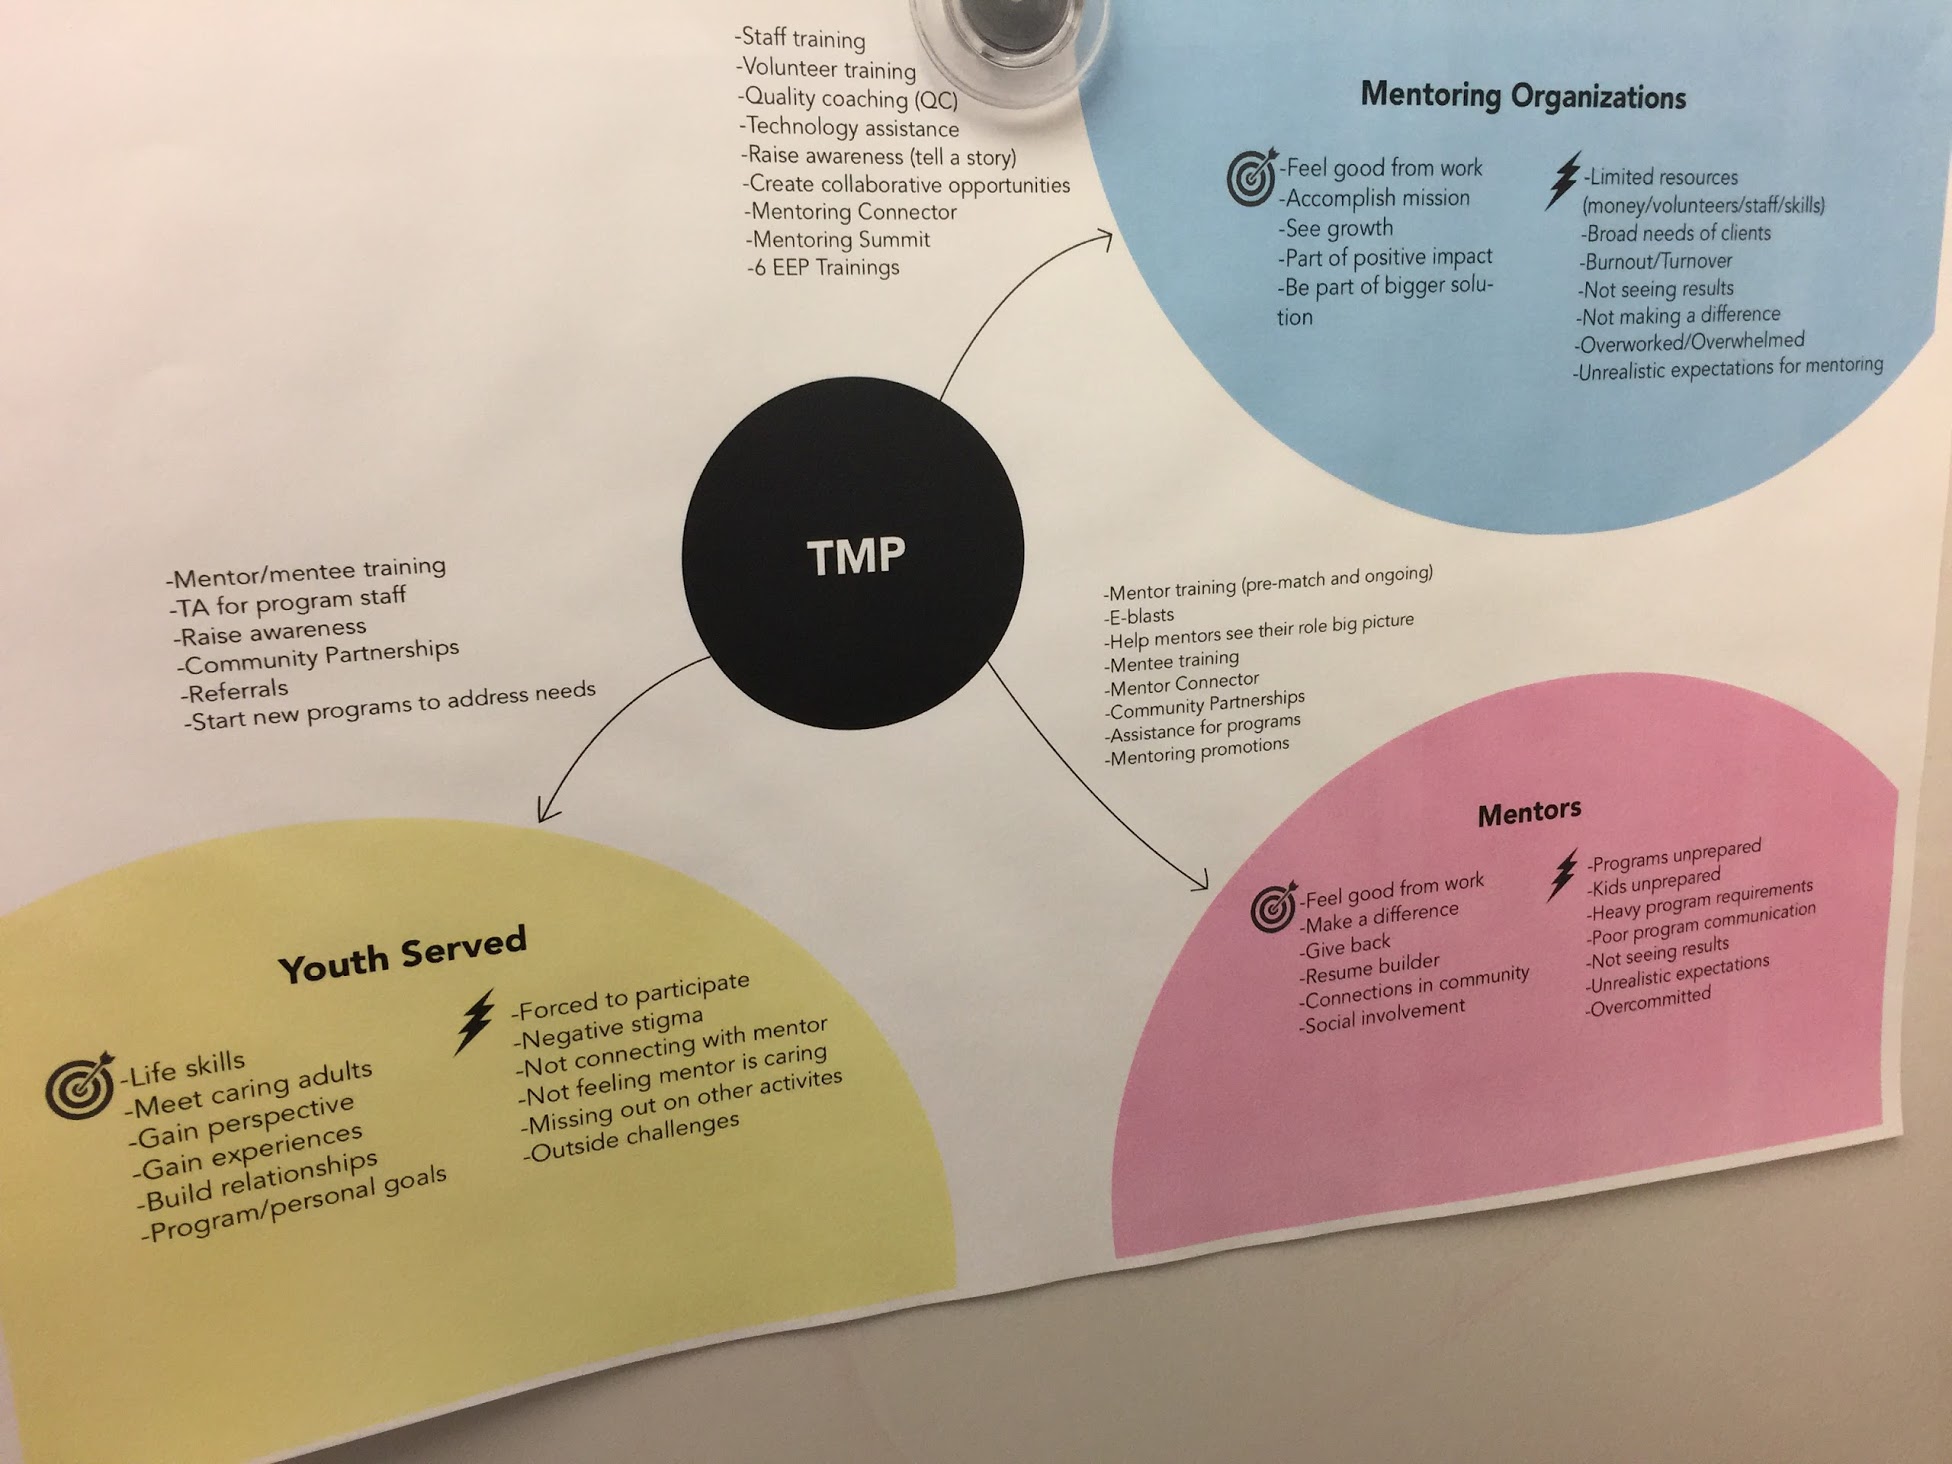 -Staff training
-Volunteer training
-Quality coaching (QC)
-Technology assistance
-Raise awareness (tell a story)
-Create collaborative opportunities
-Mentoring Connector
-Mentoring Summit
-6 EEP Trainings
Mentoring Organizations
-Feel good from work
-Accomplish mission
-See growth
-Part of positive impact
-Be part of bigger solu-
tion
-Limited resources
(money/volunteers/staff/skills)
-Broad needs of clients
-Burnout/Turnover
-Not seeing results
-Not making a difference
-Overworked/Overwhelmed
-Unrealistic expectations for mentoring
TMP
-Mentor/mentee training
-TA for program staff
-Raise awareness
-Community Partnerships
-Referrals
-Start new programs to address needs
-Mentor training (pre-match and ongoing)
-E-blasts
-Help mentors see their role big picture
-Mentee training
-Mentor Connector
-Community Partnerships
-Assistance for programs
-Mentoring promotions
Mentors
-Feel good from work
-Make a difference
-Give back
-Resume builder
-Connections in community
-Social involvement
-Programs unprepared
-Kids unprepared
-Heavy program requirements
-Poor program communication
-Not seeing results
-Unrealistic expectations
-Overcommitted
Youth Served
-Life skills
-Meet caring adults
-Gain perspective
-Gain experiences
-Build relationships
-Program/personal goals
-Forced to participate
-Negative stigma
-Not connecting with mentor
-Not feeling mentor is caring
-Missing out on other activites
-Outside challenges